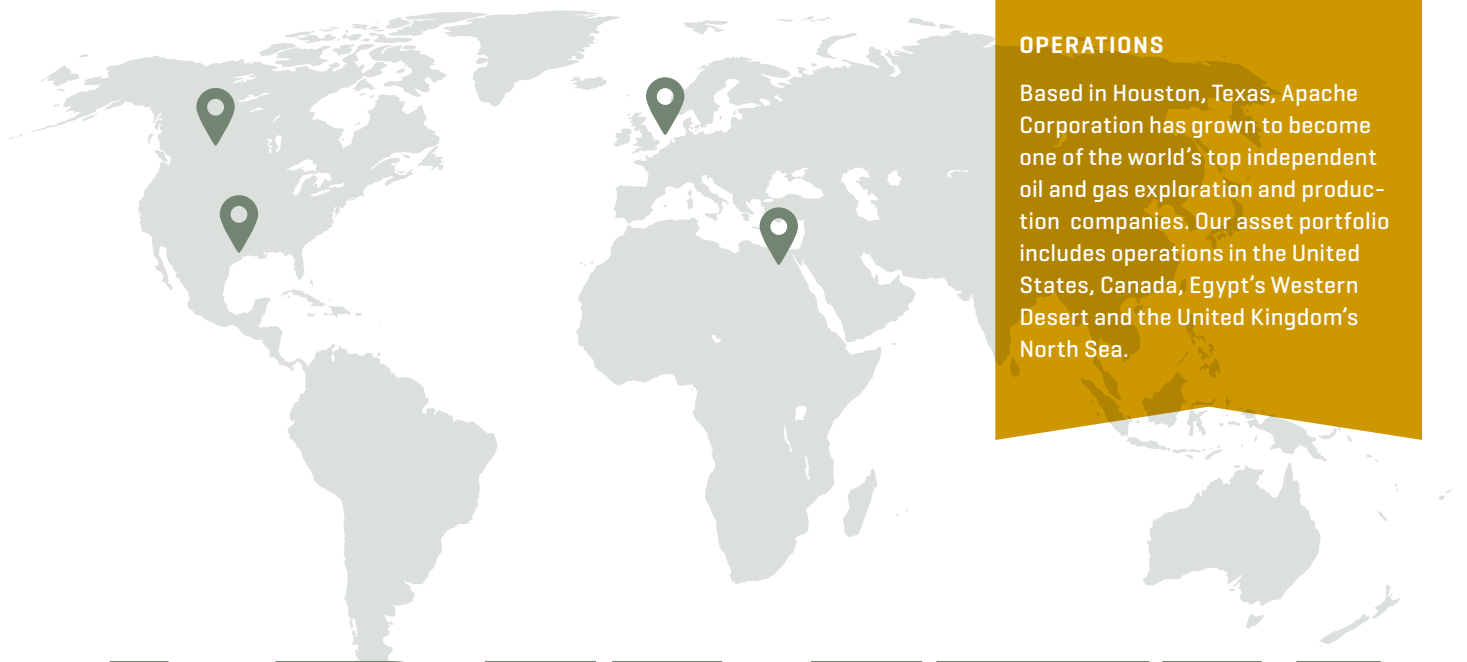 OPERATIONS
Based in Houston, Texas, Apache
Corporation has grown to become
one of the world’s top independent
oil and gas exploration and produc-
tion companies. Our asset portfolio
includes operations in the United
States, Canada, Egypt’s Western
Desert and the United Kingdom’s
North Sea.